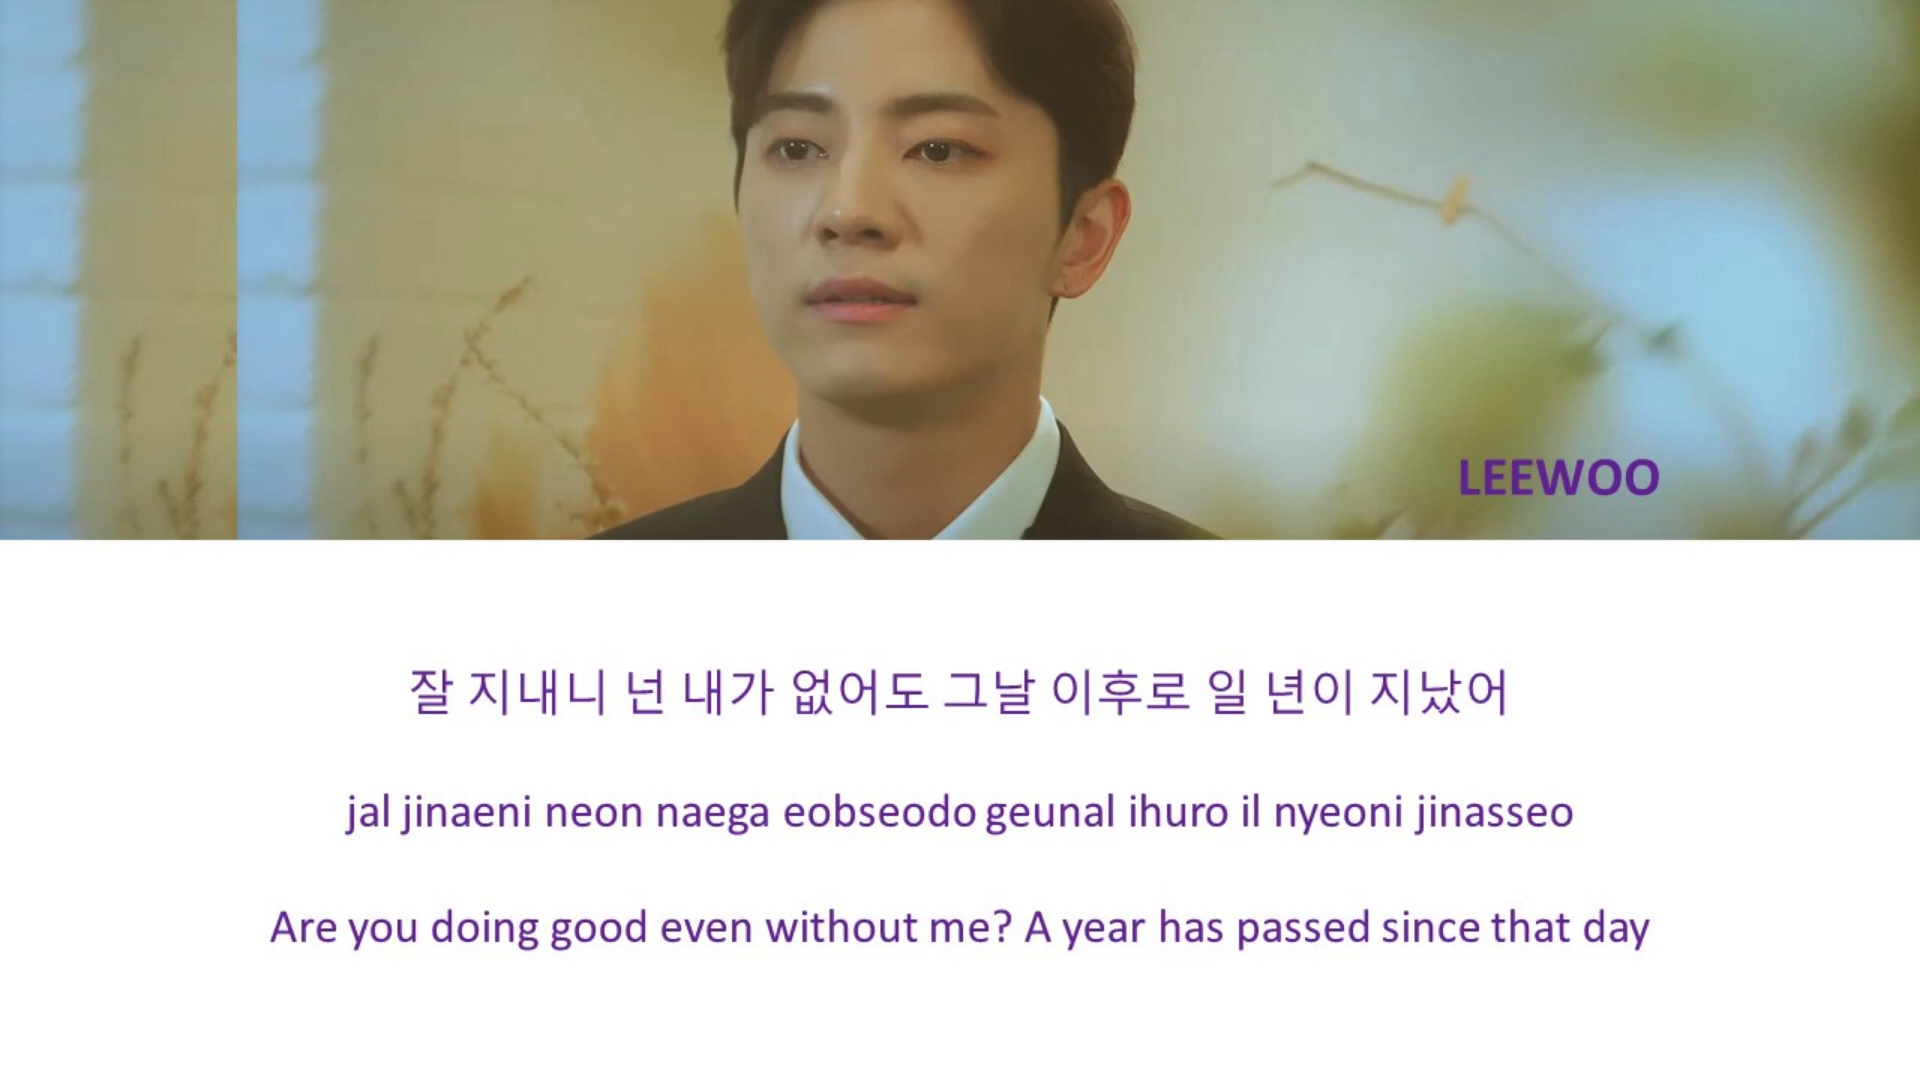 LEEWOO
잘 지내니 넌 내가 없어도 그날 이후로 일 년이 지났어
jal jinaeni neon naega eobseodo geunal ihuro il nyeoni jinasseo
Are you doing good even without me? A year has passed since that day